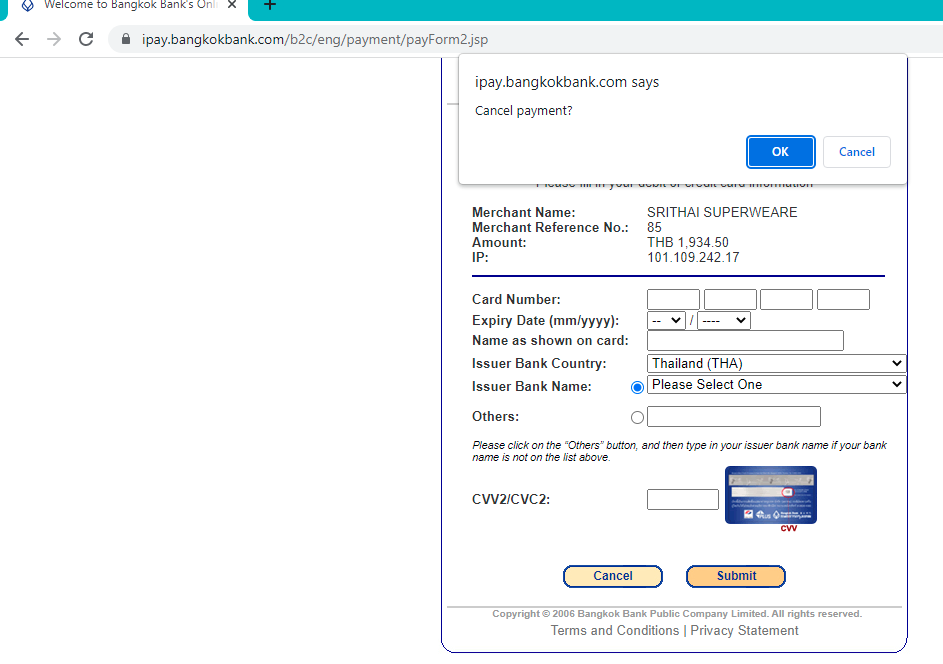 Welcome to Bangkok Bank's Onl
ipay.bangkokbank.com/b2c/eng/payment/payForm2.jsp
ipay.bangkokbank.com says
Cancel payment?
OK Cancel
Please fill in your debit or credit card information
Merchant Name: SRITHAI SUPERWEARE
Merchant Reference No.: 85
Amount: THB 1,934.50
IP: 101.109.242.17
Card Number:
Expiry Date (mm/yyyy): -- / ----
Name as shown on card:
Issuer Bank Country: Thailand (THA)
Issuer Bank Name: Please Select One
Others:
Please click on the “Others” button, and then type in your issuer bank name if your bank
name is not on the list above.
CVV2/CVC2:
PLUS
CVV
Cancel Submit
Copyright © 2006 Bangkok Bank Public Company Limited. All rights reserved.
Terms and Conditions | Privacy Statement